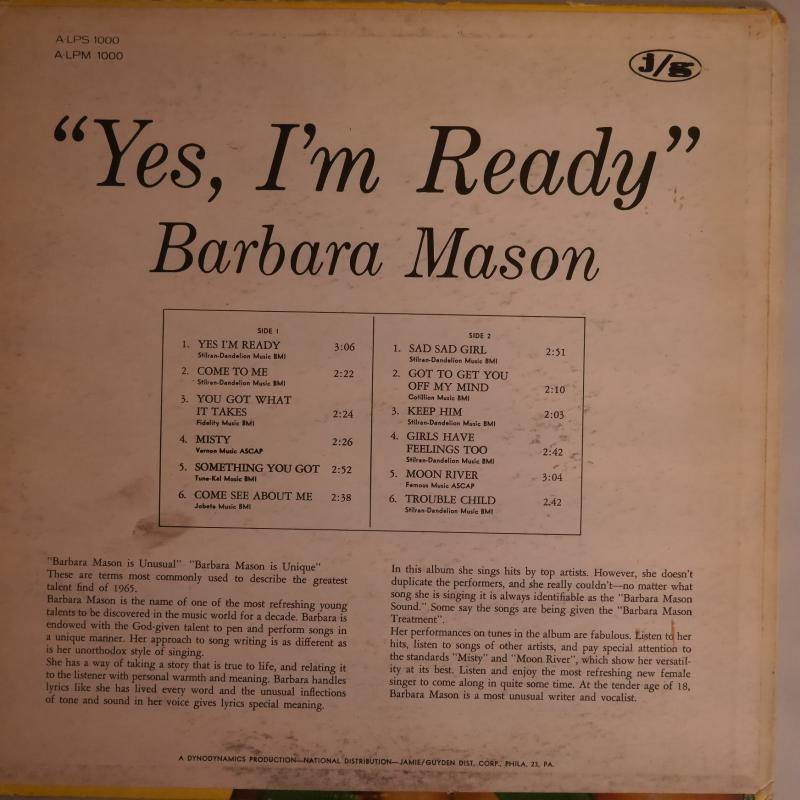 A-LPS 1000
A-LPM 1000
j/g
"Yes, I'm Ready"
Barbara Mason
SIDE 1
1. YES I'M READY 3:06
Stilran-Dandelion Music BMI
2. COME TO ME 2:22
Stilran-Dandelion Music BMI
3. YOU GOT WHAT
IT TAKES 2:24
Fidelity Music BMI
4. MISTY 2:26
Vernon Music ASCAP
5. SOMETHING YOU GOT 2:52
Tune-Kel Music BMI
6. COME SEE ABOUT ME 2:38
Jobete Music BMI
SIDE 2
1. SAD SAD GIRL 2:51
Stilran-Dandelion Music BMI
2. GOT TO GET YOU
OFF MY MIND 2:10
Cotillion Music BMI
3. KEEP HIM 2:03
Stilran-Dandelion Music BMI
4. GIRLS HAVE
FEELINGS TOO 2:42
Stilran-Dandelion Music BMI
5. MOON RIVER 3:04
Famous Music ASCAP
6. TROUBLE CHILD 2.42
Stilran-Dandelion Music BMI
"Barbara Mason is Unusual" "Barbara Mason is Unique"
These are terms most commonly used to describe the greatest
talent find of 1965.
Barbara Mason is the name of one of the most refreshing young
talents to be discovered in the music world for a decade. Barbara is
endowed with the God-given talent to pen and perform songs in
a unique manner. Her approach to song writing is as different as
is her unorthodox style of singing.
She has a way of taking a story that is true to life, and relating it
to the listener with personal warmth and meaning. Barbara handles
lyrics like she has lived every word and the unusual inflections
of tone and sound in her voice gives lyrics special meaning.
In this album she sings hits by top artists. However, she doesn't
duplicate the performers, and she really couldn't—no matter what
song she is singing it is always identifiable as the "Barbara Mason
Sound." Some say the songs are being given the "Barbara Mason
Treatment".
Her performances on tunes in the album are fabulous. Listen to her
hits, listen to songs of other artists, and pay special attention to
the standards "Misty" and "Moon River", which show her versatil-
ity at its best. Listen and enjoy the most refreshing new female
singer to come along in quite some time. At the tender age of 18,
Barbara Mason is a most unusual writer and vocalist.
A DYNODYNAMICS PRODUCTION—NATIONAL DISTRIBUTION—JAMIE/GUYDEN DIST. CORP., PHILA. 23, PA.